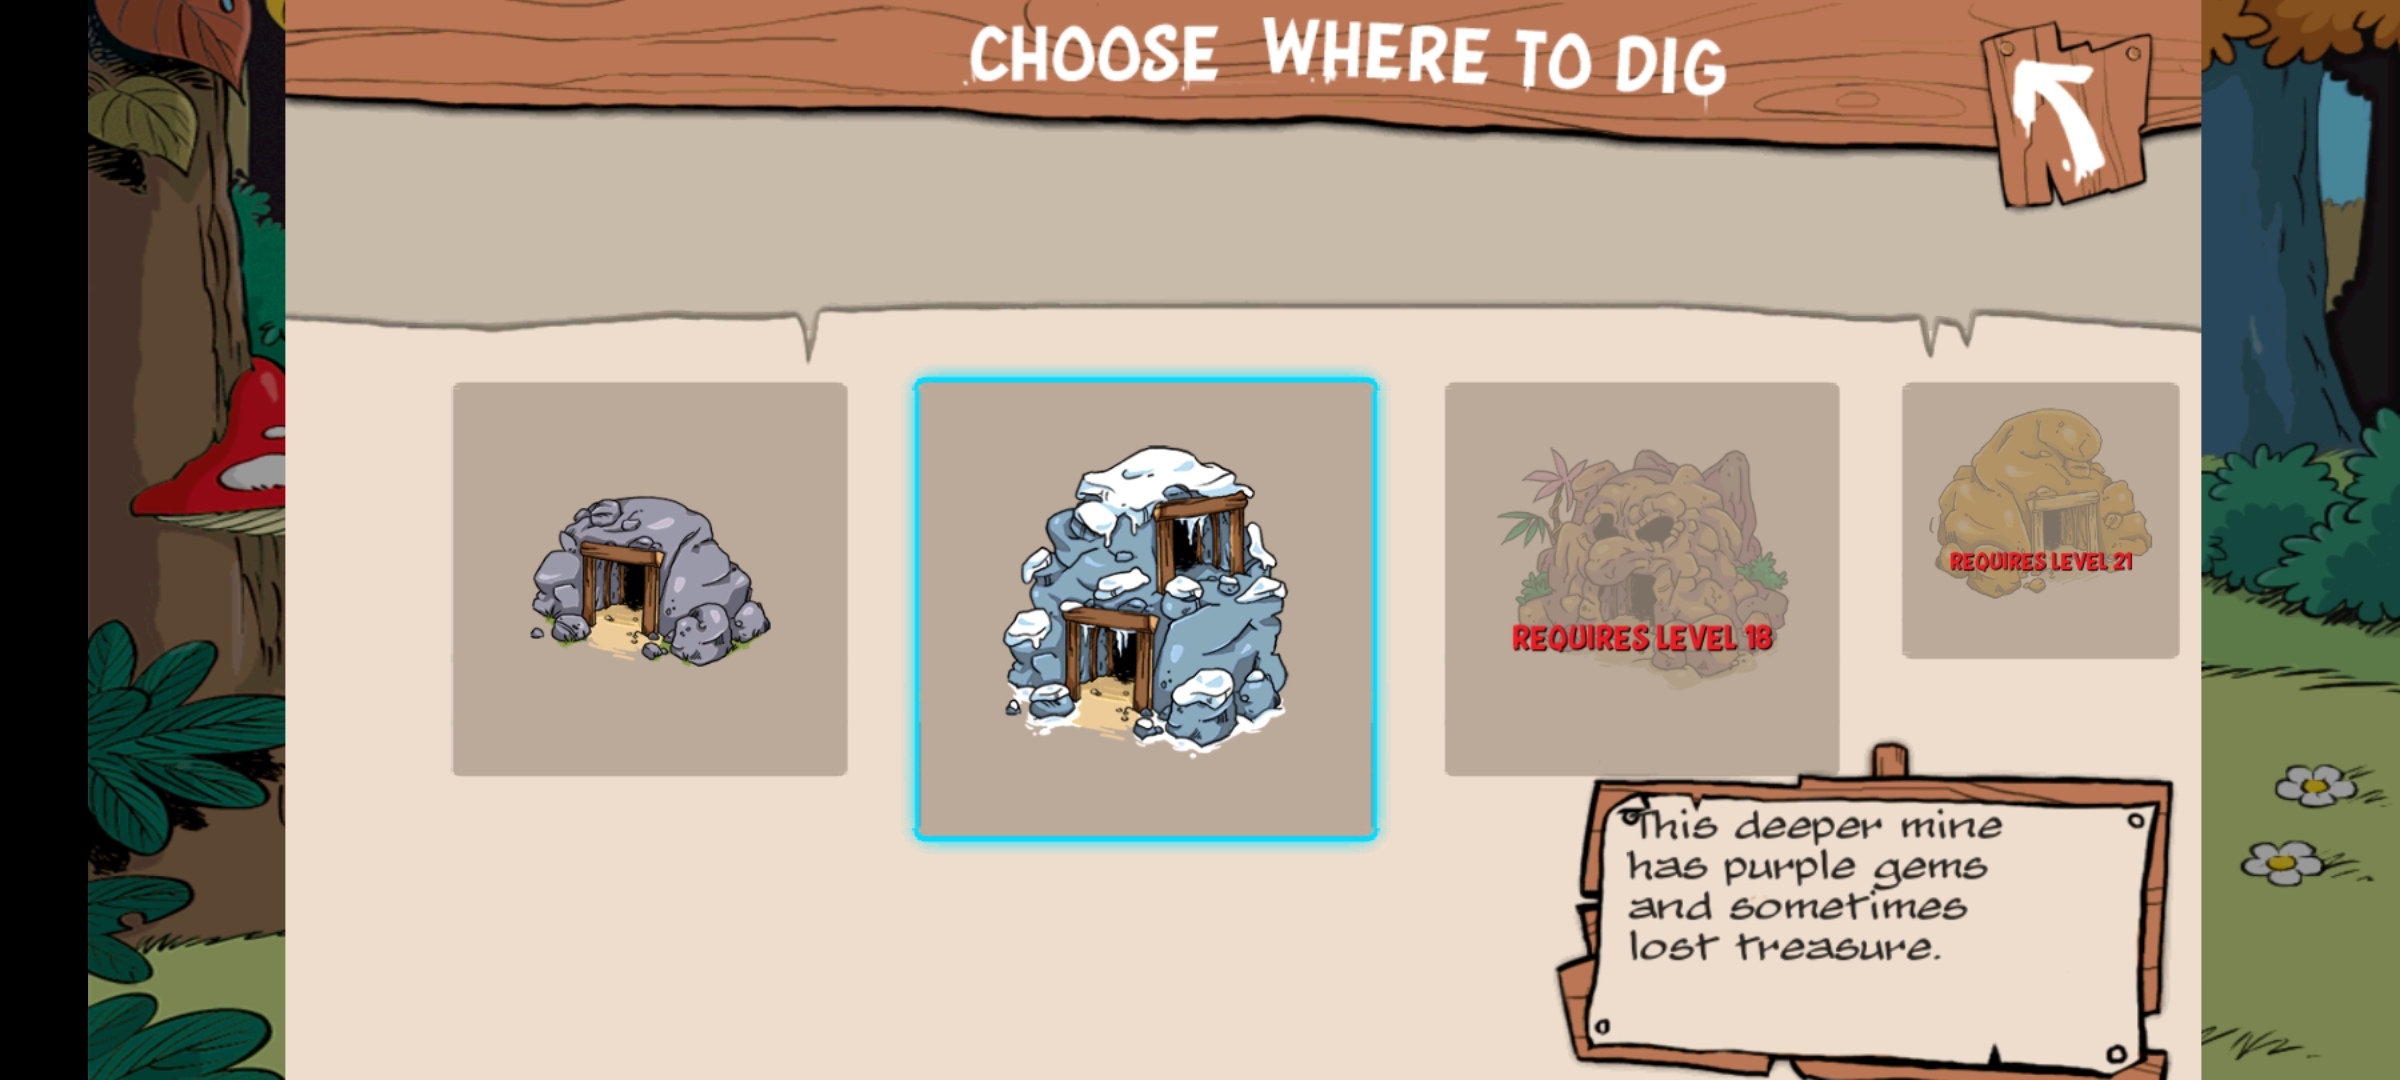 CHOOSE WHERE TO DIG
REQUIRES LEVEL 18
REQUIRES LEVEL 21
This deeper mine
has purple gems
and sometimes
lost treasure.